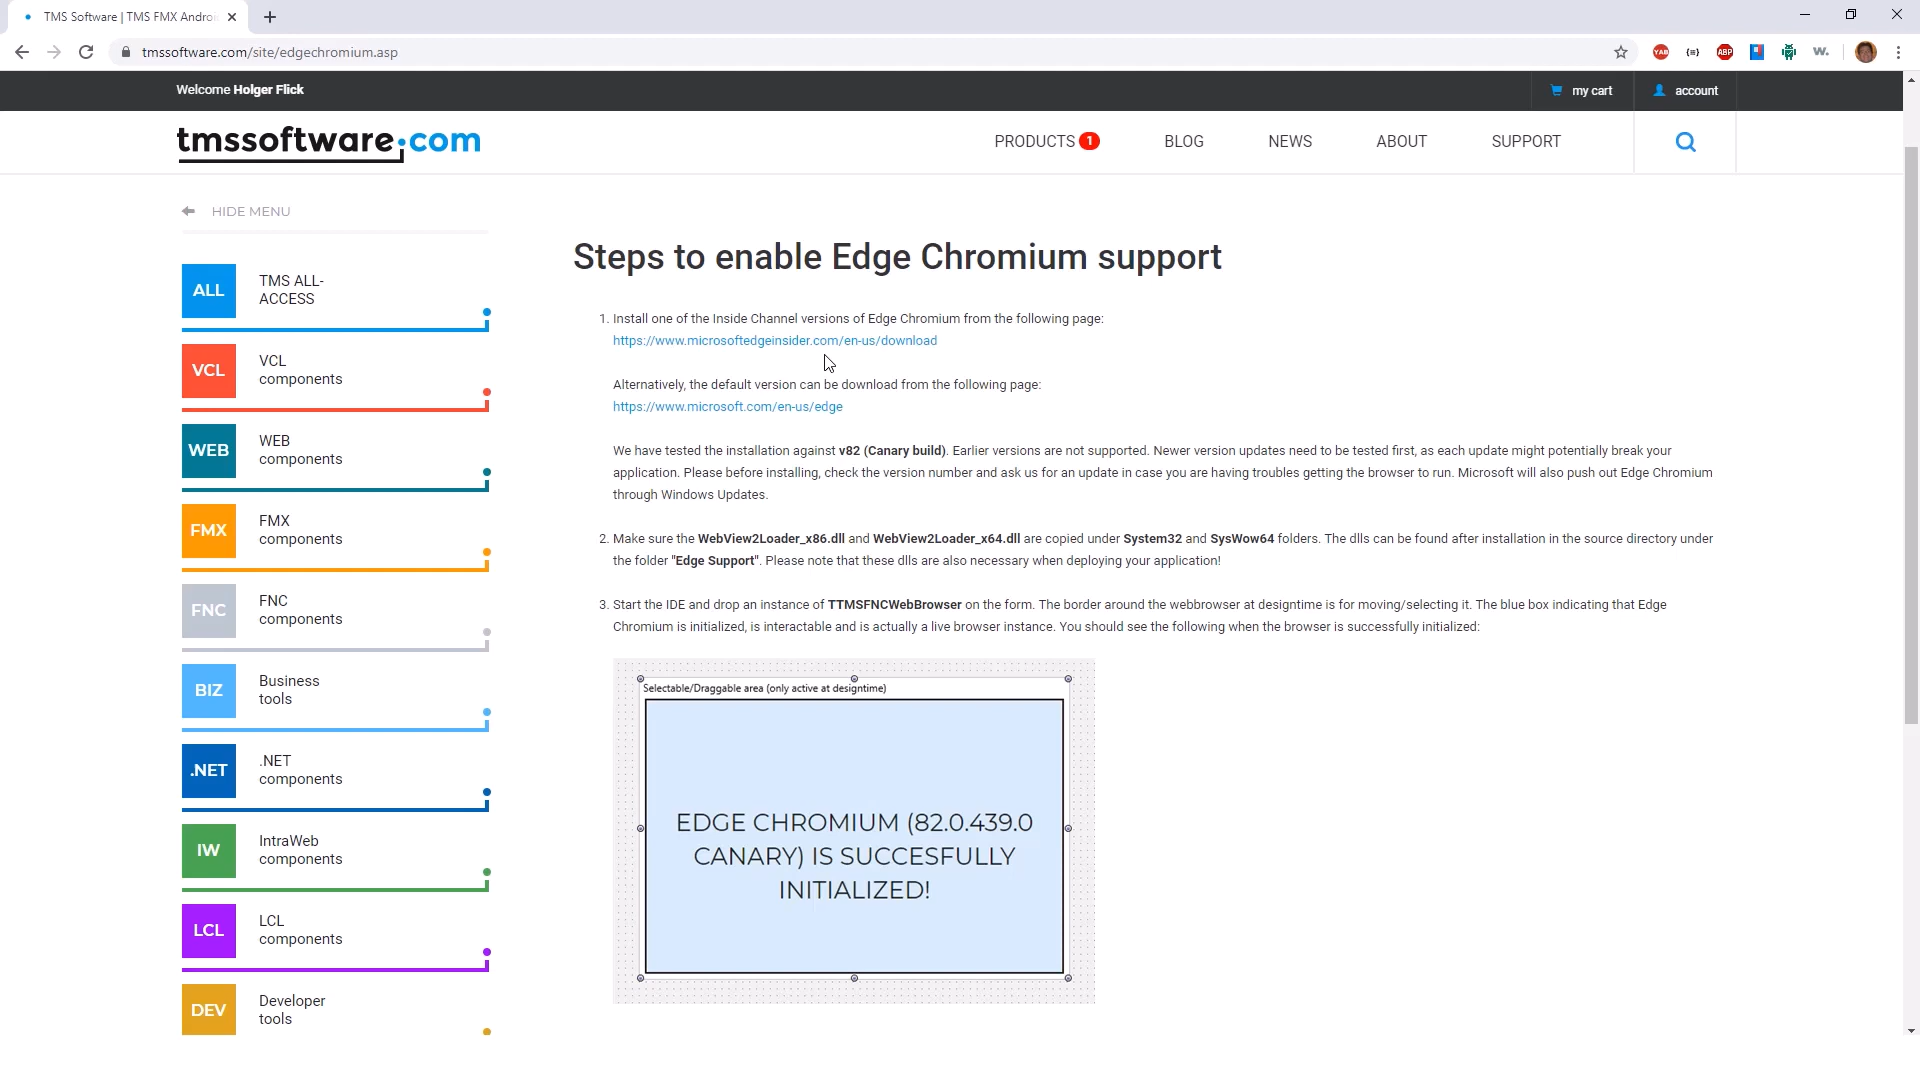 TMS Software | TMS FMX Andro
tmssoftware.com/site/edgechromium.asp
YAB
{≡}
ABP
W.
Welcome Holger Flick
my cart
account
tmssoftware.com
PRODUCTS 1
BLOG
NEWS
ABOUT
SUPPORT
HIDE MENU
ALL
TMS ALL-
ACCESS
VCL
VCL
components
WEB
WEB
components
FMX
FMX
components
FNC
FNC
components
BIZ
Business
tools
.NET
.NET
components
IW
IntraWeb
components
LCL
LCL
components
DEV
Developer
tools
Steps to enable Edge Chromium support
1. Install one of the Inside Channel versions of Edge Chromium from the following page:
https://www.microsoftedgeinsider.com/en-us/download
Alternatively, the default version can be download from the following page:
https://www.microsoft.com/en-us/edge
We have tested the installation against v82 (Canary build). Earlier versions are not supported. Newer version updates need to be tested first, as each update might potentially break your
application. Please before installing, check the version number and ask us for an update in case you are having troubles getting the browser to run. Microsoft will also push out Edge Chromium
through Windows Updates.
2. Make sure the WebView2Loader_x86.dll and WebView2Loader_x64.dll are copied under System32 and SysWow64 folders. The dlls can be found after installation in the source directory under
the folder "Edge Support". Please note that these dlls are also necessary when deploying your application!
3. Start the IDE and drop an instance of TTMSFNCWebBrowser on the form. The border around the webbrowser at designtime is for moving/selecting it. The blue box indicating that Edge
Chromium is initialized, is interactable and is actually a live browser instance. You should see the following when the browser is successfully initialized:
Selectable/Draggable area (only active at designtime)
EDGE CHROMIUM (82.0.439.0
CANARY) IS SUCCESFULLY
INITIALIZED!